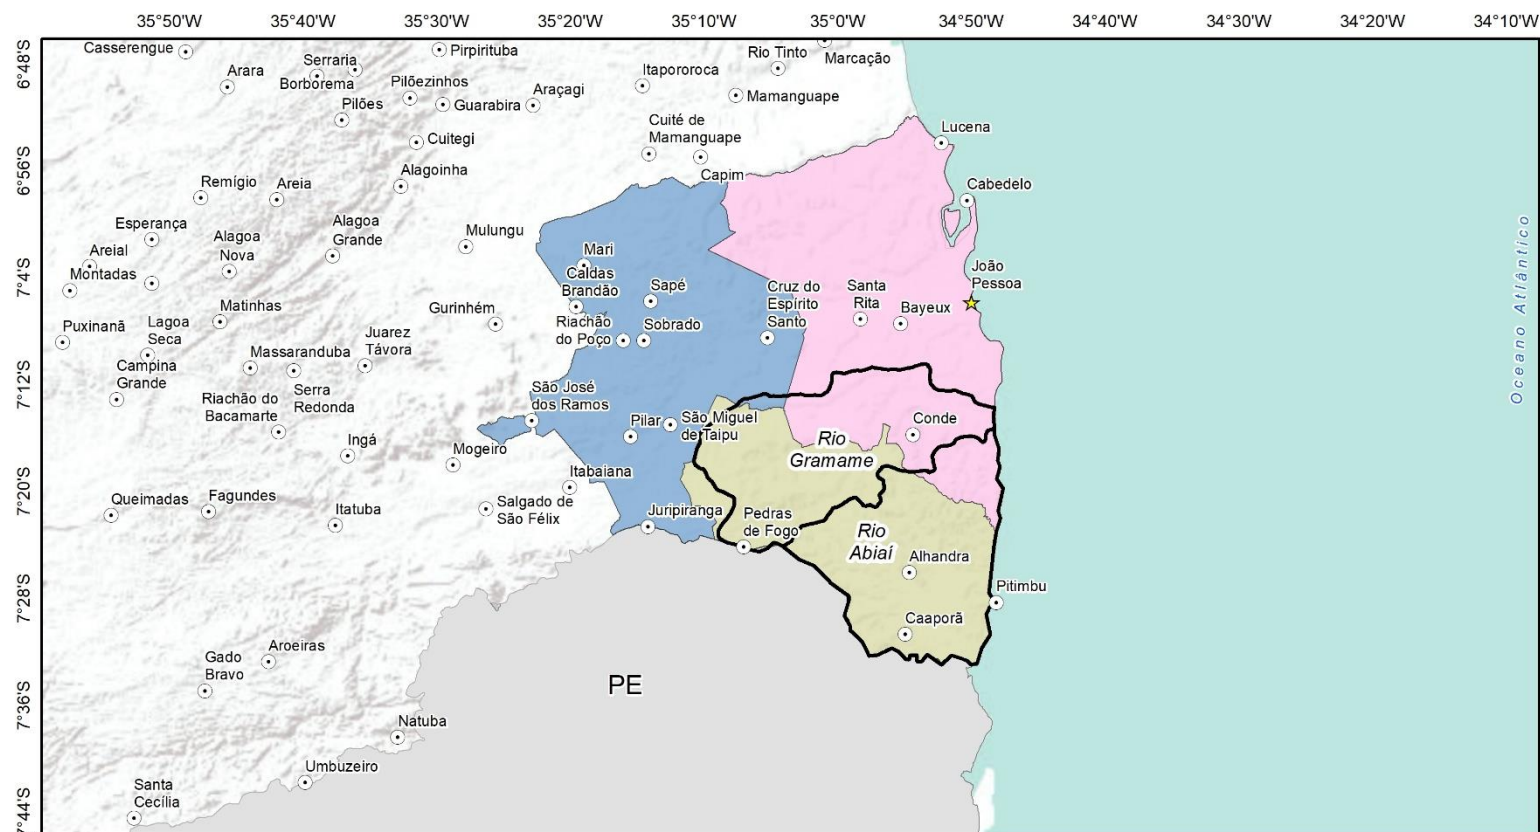 35°50'W
35°40'W
35°30'W
35°20'W
35°10'W
35°00'W
34°50'W
34°40'W
34°30'W
34°20'W
34°10'W
6°48'S
6°56'S
7°4'S
7°12'S
7°20'S
7°28'S
7°36'S
7°44'S
Casserengue
Serraria
Pirpirituba
Rio Tinto
Marcação
Arara
Borborema
Pilõezinhos
Araçagi
Itapororoca
Mamanguape
Pilões
Guarabira
Cuité de
Mamanguape
Lucena
Cuitegi
Capim
Alagoinha
Remígio
Areia
Cabedelo
Esperança
Alagoa
Nova
Alagoa
Grande
Mulungu
Areial
Montadas
Mari
Caldas
Brandão
Sapé
Cruz do
Espírito
Santo
Santa
Rita
Bayeux
João
Pessoa
Oceano Atlântico
Matinhas
Gurinhém
Riachão
do Poço
Sobrado
Puxinanã
Lagoa
Seca
Massaranduba
Juarez
Távora
Campina
Grande
Serra
Redonda
Riachão do
Bacamarte
São José
dos Ramos
Pilar
São Miguel
de Taipu
Conde
Rio
Gramame
Ingá
Mogeiro
Itabaiana
Queimadas
Fagundes
Itatuba
Salgado de
São Félix
Juripiranga
Pedras
de Fogo
Rio
Abiaí
Alhandra
Pitimbu
Caaporã
Aroeiras
Gado
Bravo
PE
Natuba
Umbuzeiro
Santa
Cecília